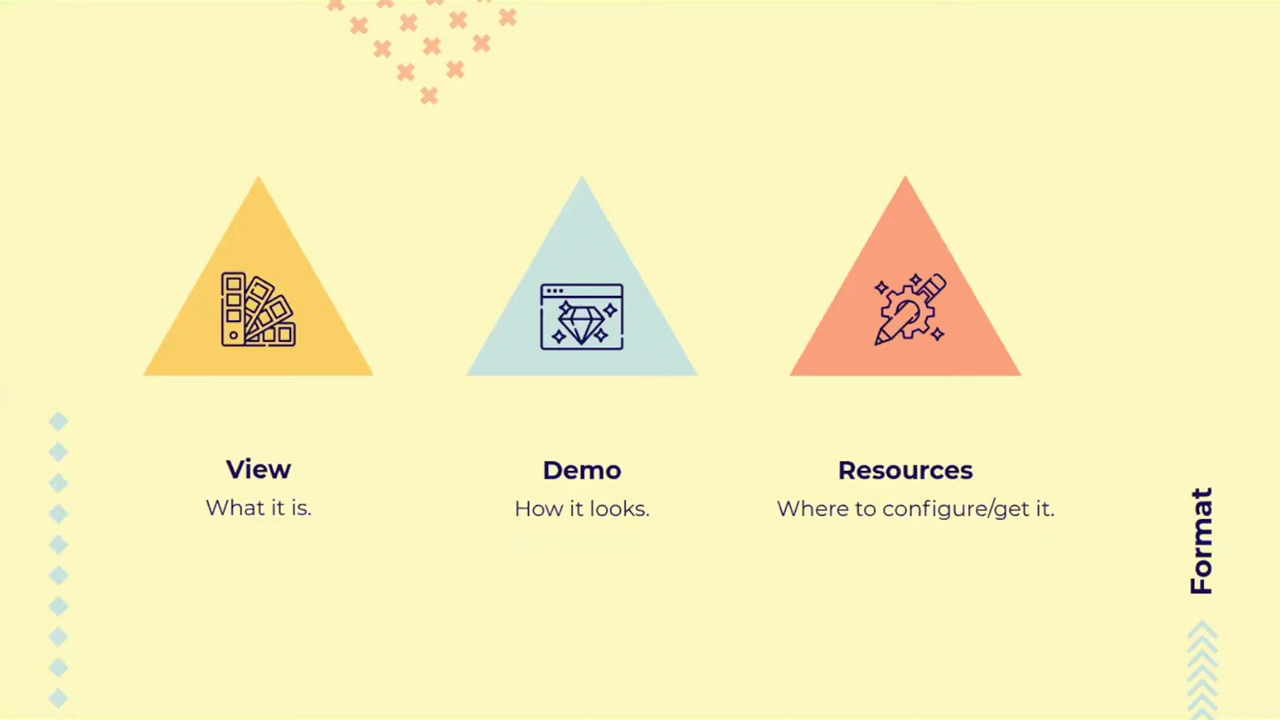 View
What it is.
Demo
How it looks.
Resources
Where to configure/get it.
Format